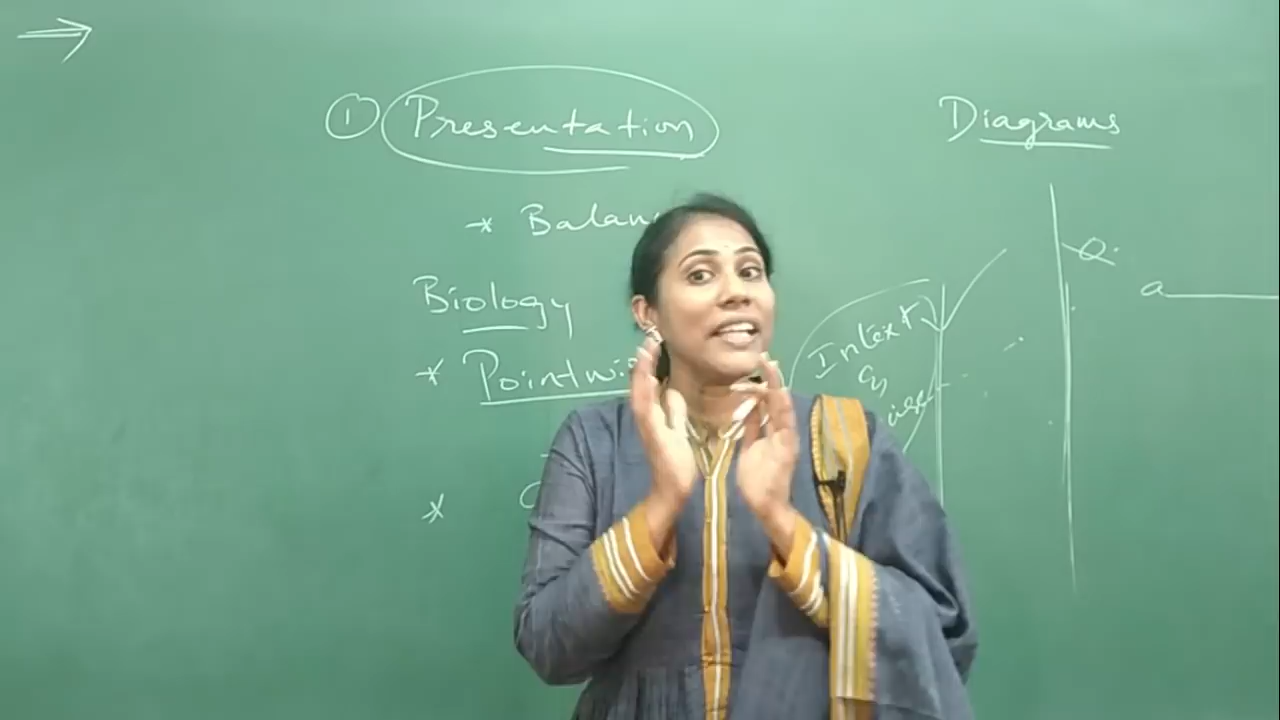 ① Presentation
Diagrams
* Balan
Q.
Biology
a
Intext
* Pointwi
*